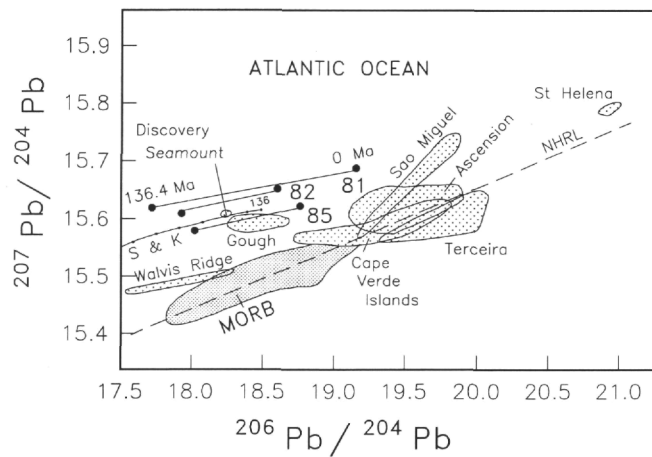 ATLANTIC OCEAN
15.9
15.8
15.7
15.6
15.5
15.4
207 Pb/ 204 Pb
St Helena
NHRL
Discovery
Seamount
Sao Miguel
Ascension
0 Ma
136.4 Ma
136
82
81
85
S & K
Gough
Terceira
Walvis Ridge
Cape
Verde
Islands
MORB
17.5
18.0
18.5
19.0
19.5
20.0
20.5
21.0
206 Pb/ 204 Pb